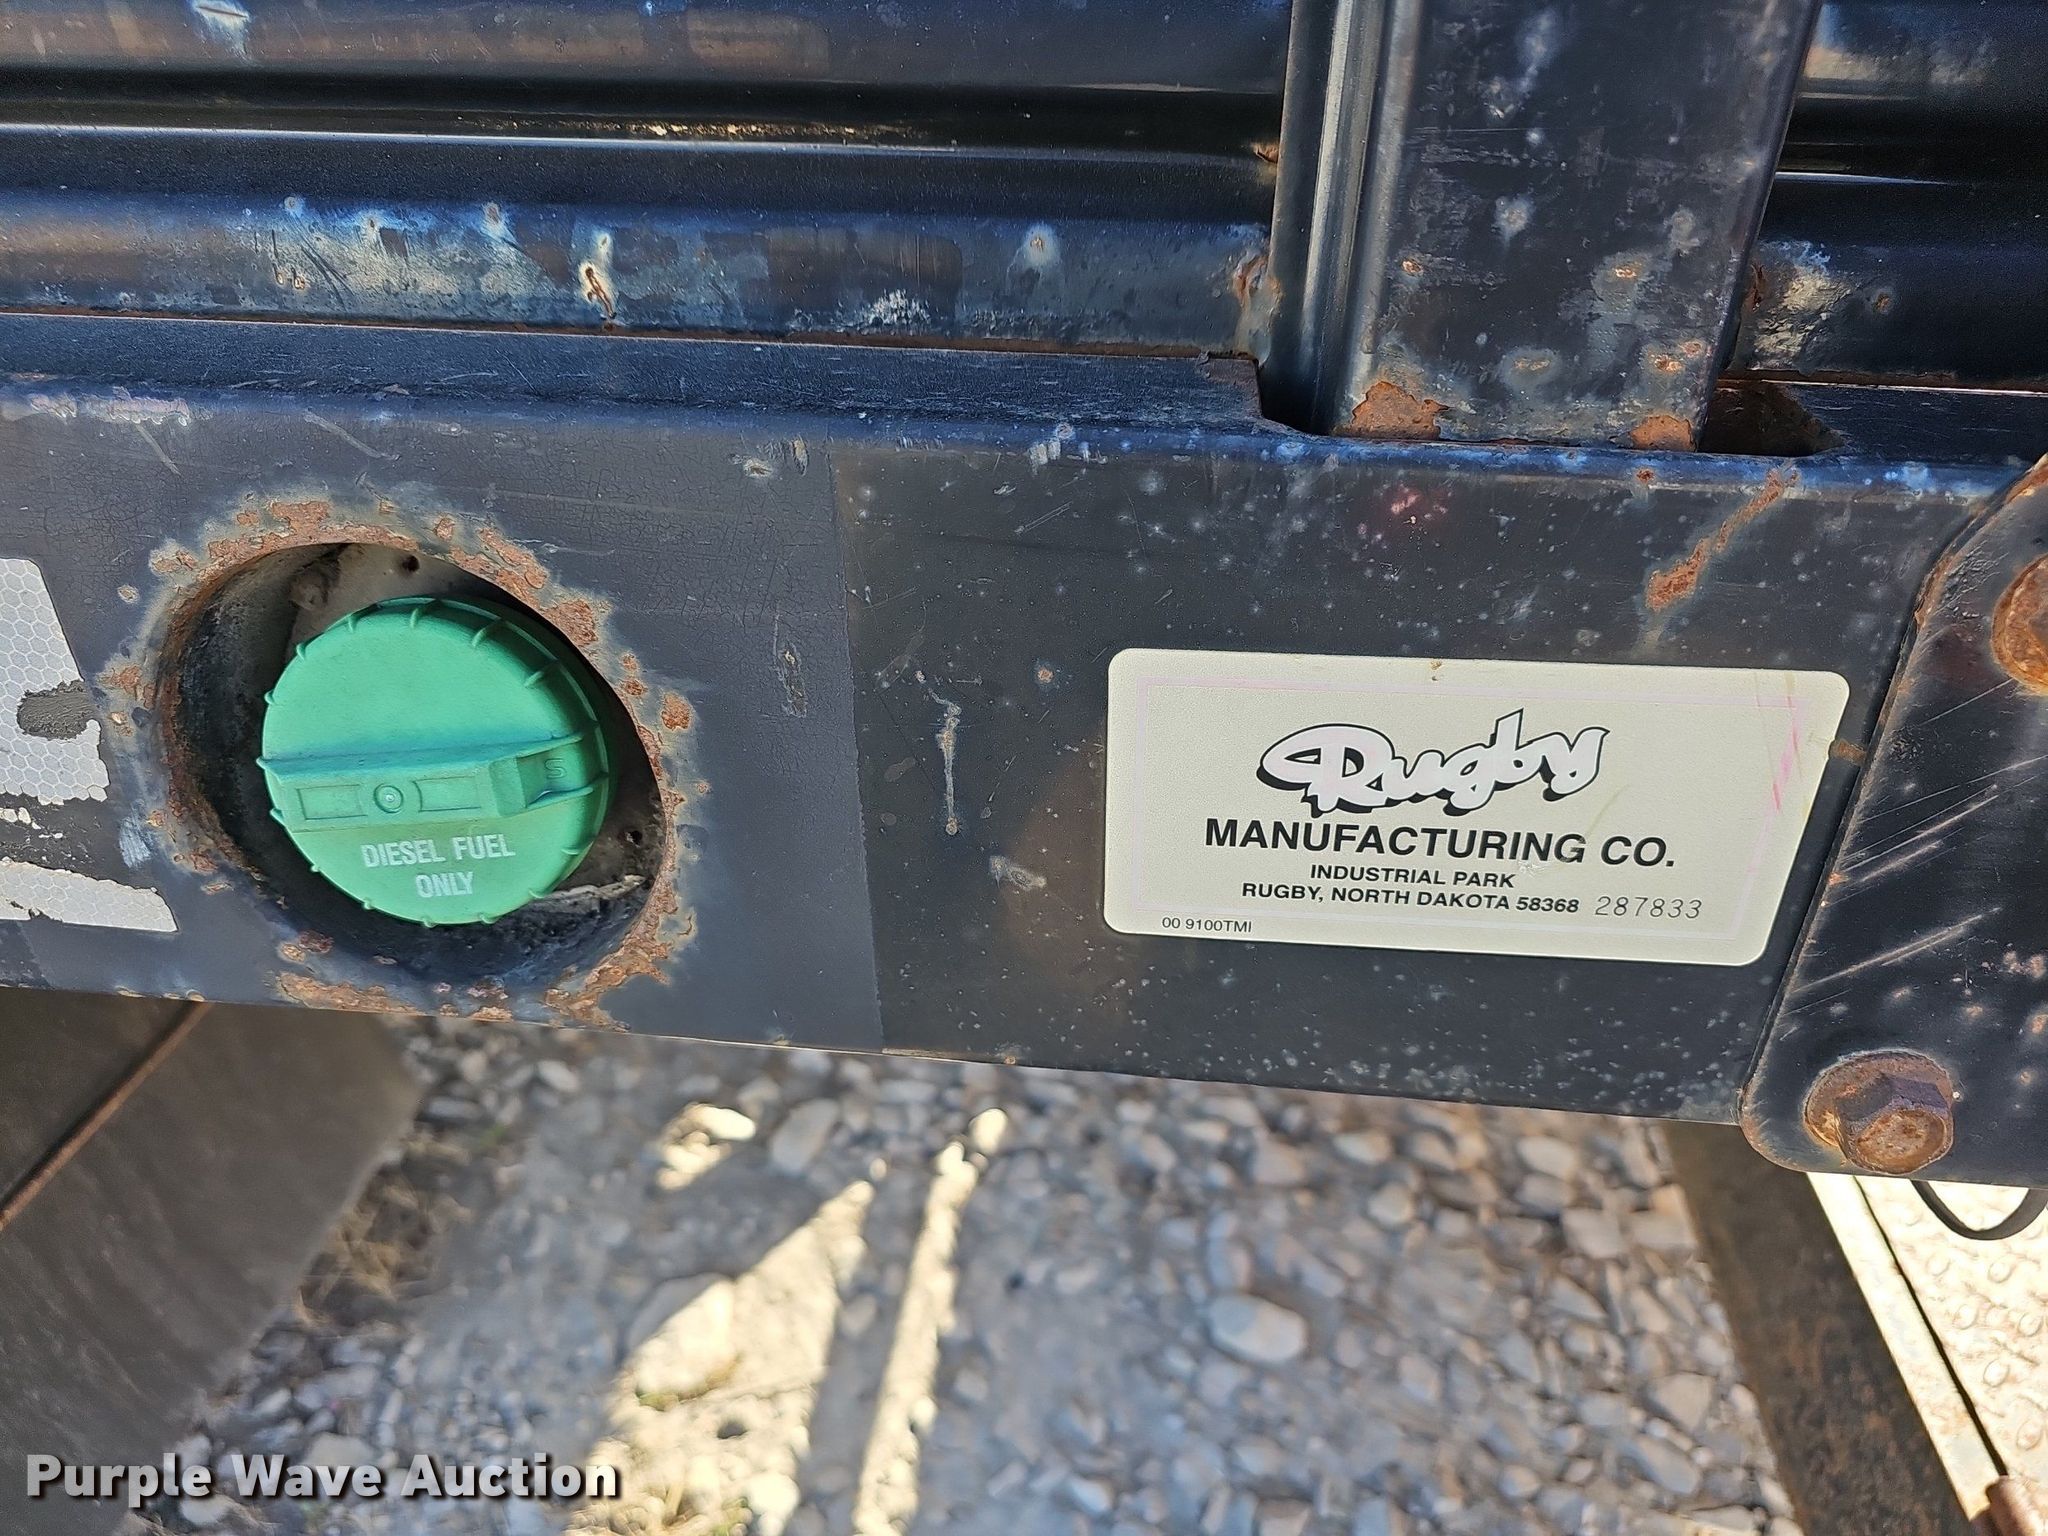 S
DIESEL FUEL
ONLY
Rugby
MANUFACTURING CO.
INDUSTRIAL PARK
RUGBY, NORTH DAKOTA 58368 287833
00 9100TMI
Purple Wave Auction